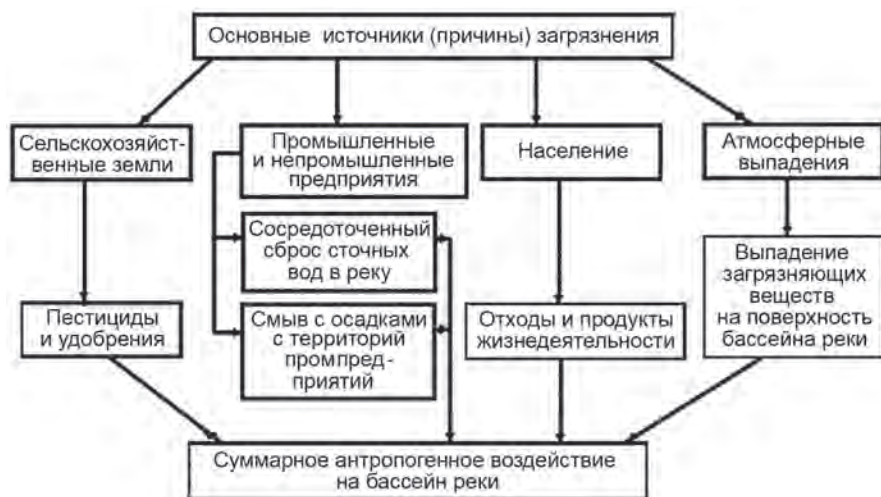 Основные источники (причины) загрязнения
Сельскохозяйст-
венные земли
Промышленные
и непромышленные
предприятия
Население
Атмосферные
выпадения
Сосредоточенный
сброс сточных
вод в реку
Выпадение
загрязняющих
веществ
на поверхность
бассейна реки
Пестициды
и удобрения
Смыв с осадками
с территорий
промпред-
приятий
Отходы и продукты
жизнедеятельности
Суммарное антропогенное воздействие
на бассейн реки